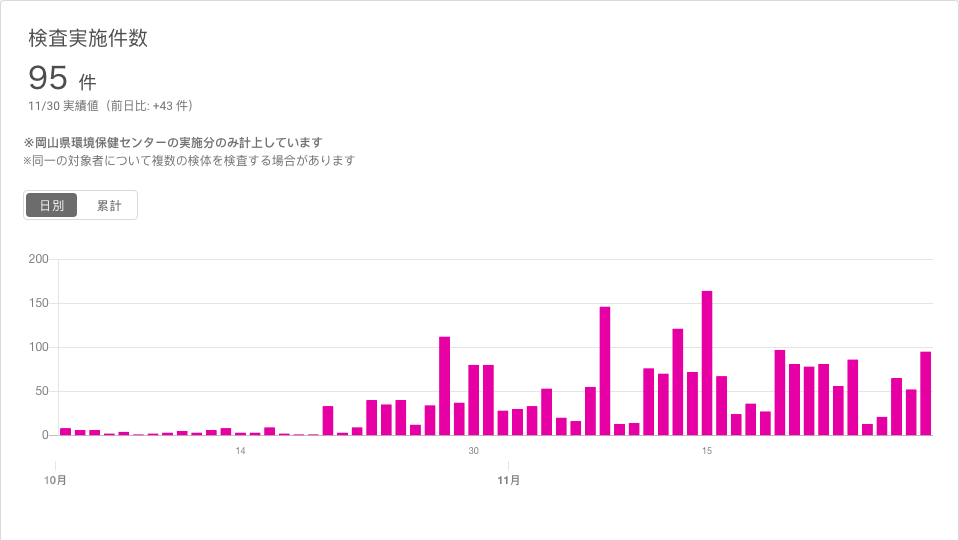 検査実施件数
95 件
11/30 実績値（前日比: +43 件）
※岡山県環境保健センターの実施分のみ計上しています
※同一の対象者について複数の検体を検査する場合があります
日別 累計
200
150
100
50
0
14 30 15
10月 11月